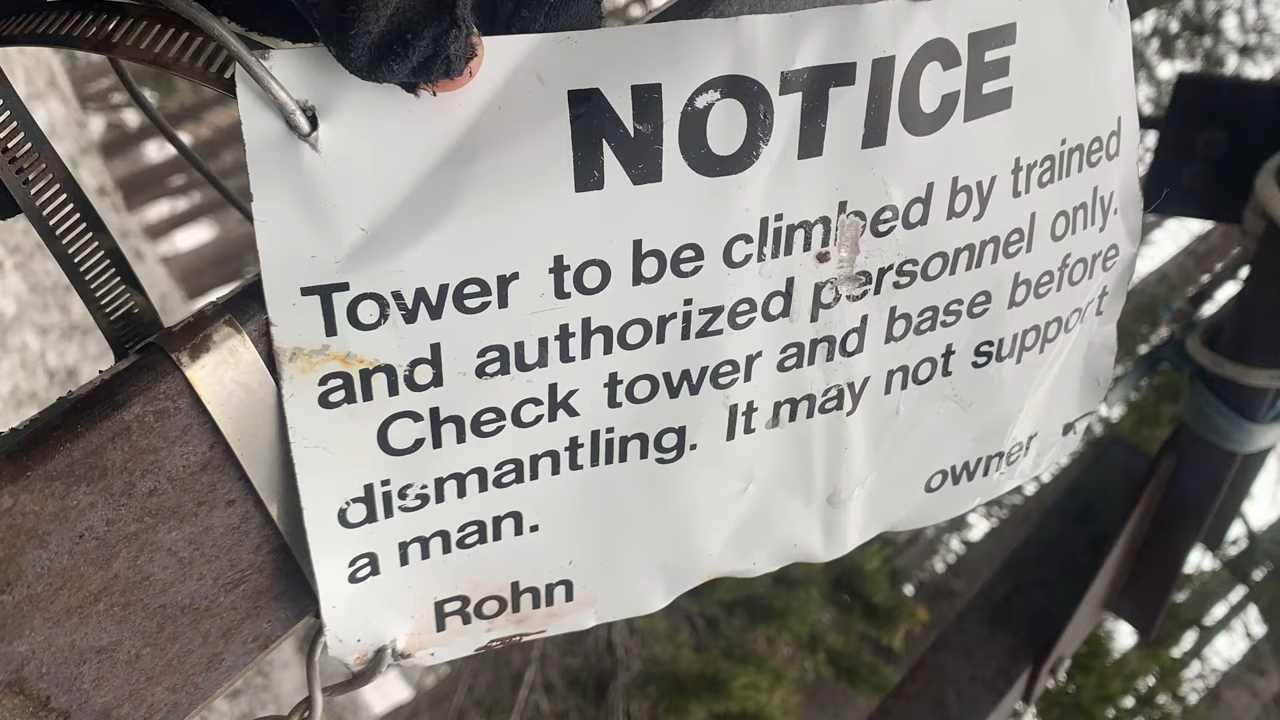 NOTICE
Tower to be climbed by trained
and authorized personnel only.
Check tower and base before
dismantling. It may not support
a man.
owner
Rohn